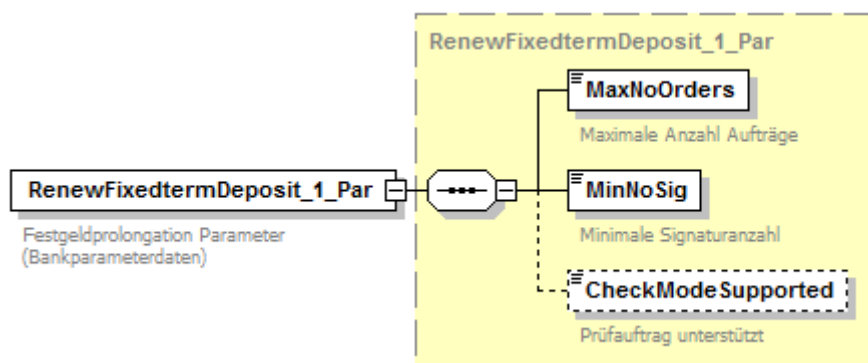 RenewFixedtermDeposit_1_Par
MaxNoOrders
Maximale Anzahl Aufträge
RenewFixedtermDeposit_1_Par
Festgeldprolongation Parameter
(Bankparameterdaten)
MinNoSig
Minimale Signaturanzahl
CheckModeSupported
Prüfauftrag unterstützt